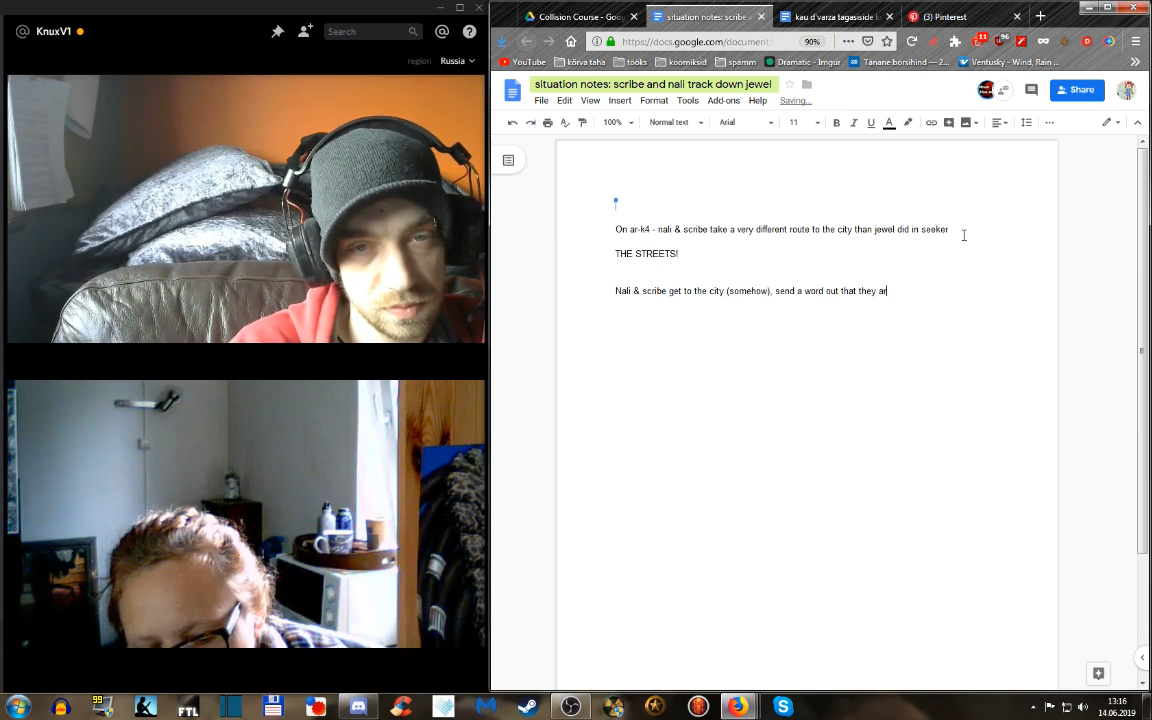 KnuxV1
Search
region
Russia
Collision Course - Goo
situation notes: scribe a
kau d'varza tagasiside k
(3) Pinterest
https://docs.google.com/document/
90%
11
96
YouTube
kõrva taha
tööks
koomiksid
spämm
Dramatic - Imgur
Tänane börsihind — 2...
Ventusky - Wind, Rain ...
situation notes: scribe and nali track down jewel
File Edit View Insert Format Tools Add-ons Help Saving...
Share
100%
Normal text
Arial
11
B I U A
On ar-k4 - nali & scribe take a very different route to the city than jewel did in seeker
THE STREETS!
Nali & scribe get to the city (somehow), send a word out that they ar
99
FTL
13:16
14.06.2019